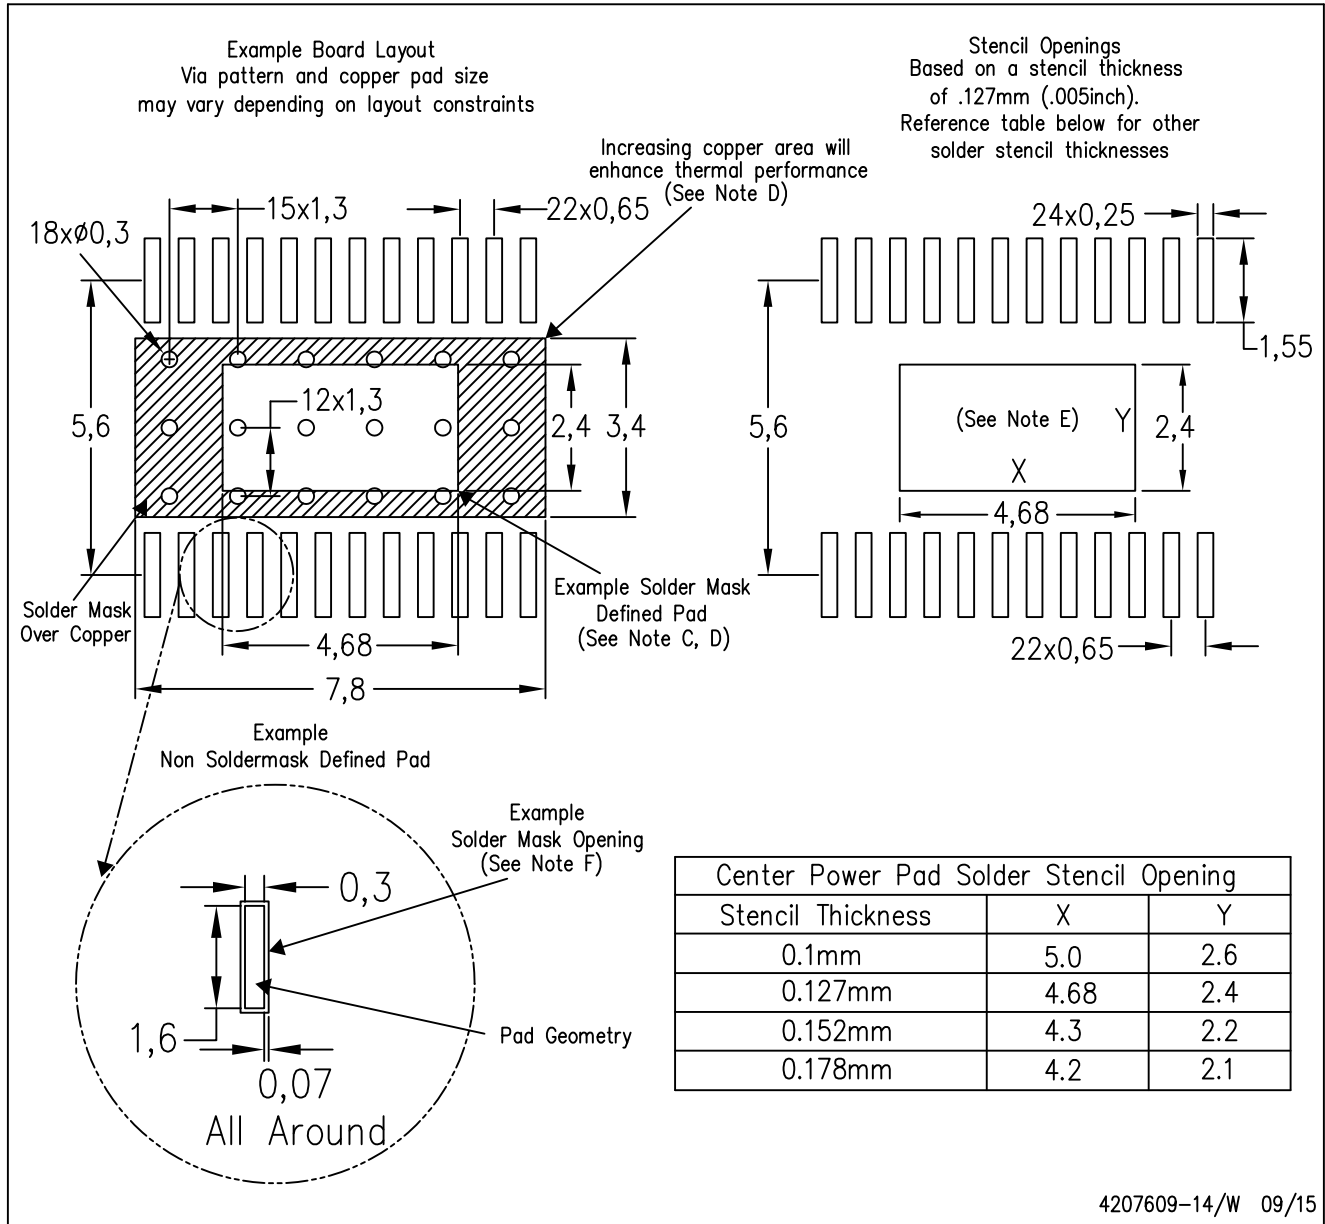 Example Board Layout
Via pattern and copper pad size
may vary depending on layout constraints
Stencil Openings
Based on a stencil thickness
of .127mm (.005inch).
Reference table below for other
solder stencil thicknesses
Increasing copper area will
enhance thermal performance
(See Note D)
15x1,3
22x0,65
18xø0,3
5,6
12x1,3
2,4
3,4
Solder Mask
Over Copper
4,68
7,8
Example Solder Mask
Defined Pad
(See Note C, D)
24x0,25
1,55
5,6
(See Note E)
Y
X
2,4
4,68
22x0,65
Example
Non Soldermask Defined Pad
Example
Solder Mask Opening
(See Note F)
0,3
1,6
Pad Geometry
0,07
All Around
Center Power Pad Solder Stencil Opening
Stencil Thickness X Y
0.1mm 5.0 2.6
0.127mm 4.68 2.4
0.152mm 4.3 2.2
0.178mm 4.2 2.1
4207609-14/W 09/15